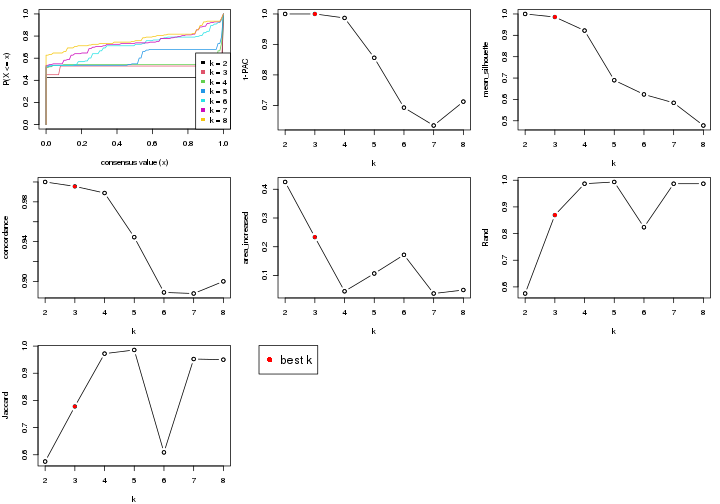 P(X <= x)
0.0 0.2 0.4 0.6 0.8 1.0
k = 2
k = 3
k = 4
k = 5
k = 6
k = 7
k = 8
0.0 0.2 0.4 0.6 0.8 1.0
consensus value (x)
1-PAC
0.7 0.8 0.9 1.0
2 3 4 5 6 7 8
k
mean_silhouette
0.5 0.6 0.7 0.8 0.9 1.0
2 3 4 5 6 7 8
k
concordance
0.90 0.94 0.98
2 3 4 5 6 7 8
k
area_increased
0.1 0.2 0.3 0.4
2 3 4 5 6 7 8
k
Rand
0.6 0.7 0.8 0.9 1.0
2 3 4 5 6 7 8
k
Jaccard
0.6 0.7 0.8 0.9 1.0
2 3 4 5 6 7 8
k
best k